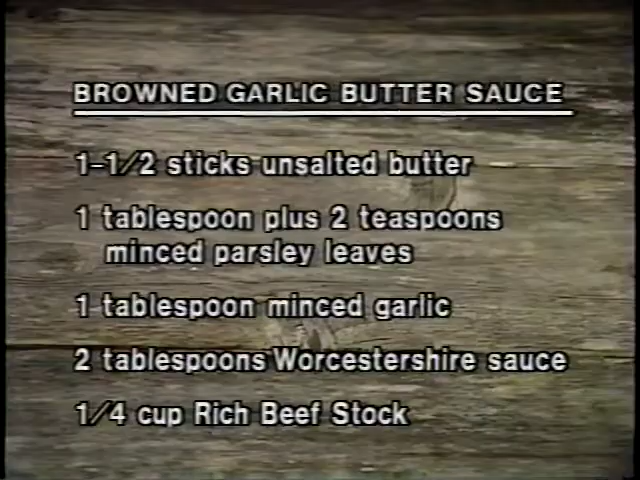 BROWNED GARLIC BUTTER SAUCE
1-1/2 sticks unsalted butter
1 tablespoon plus 2 teaspoons
minced parsley leaves
1 tablespoon minced garlic
2 tablespoons Worcestershire sauce
1/4 cup Rich Beef Stock